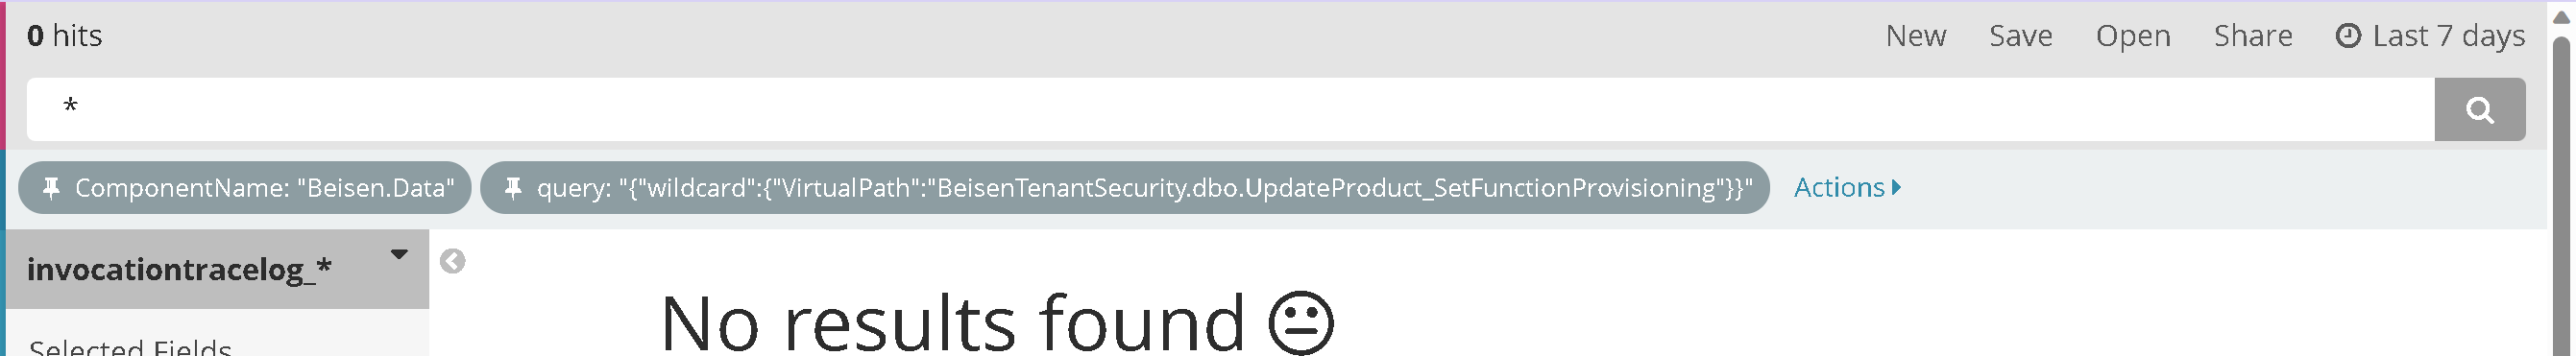 0 hits New Save Open Share Last 7 days
*
ComponentName: "Beisen.Data" query: "{"wildcard":{"VirtualPath":"BeisenTenantSecurity.dbo.UpdateProduct_SetFunctionProvisioning"}}" Actions
invocationtracelog_*
No results found
Selected Fields